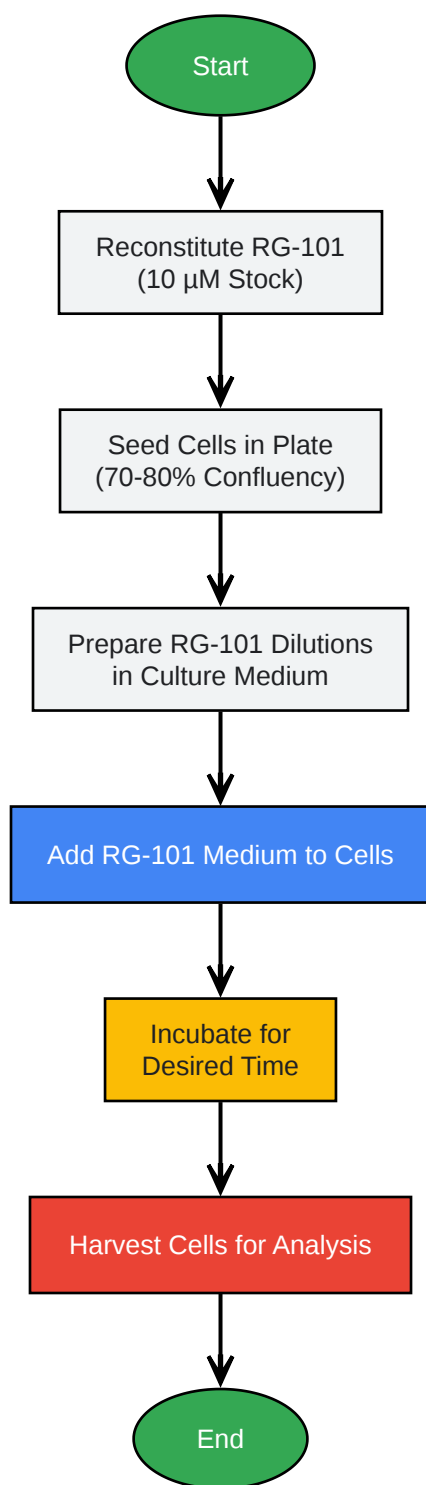 Start
Reconstitute RG-101
(10 µM Stock)
Seed Cells in Plate
(70-80% Confluency)
Prepare RG-101 Dilutions
in Culture Medium
Add RG-101 Medium to Cells
Incubate for
Desired Time
Harvest Cells for Analysis
End